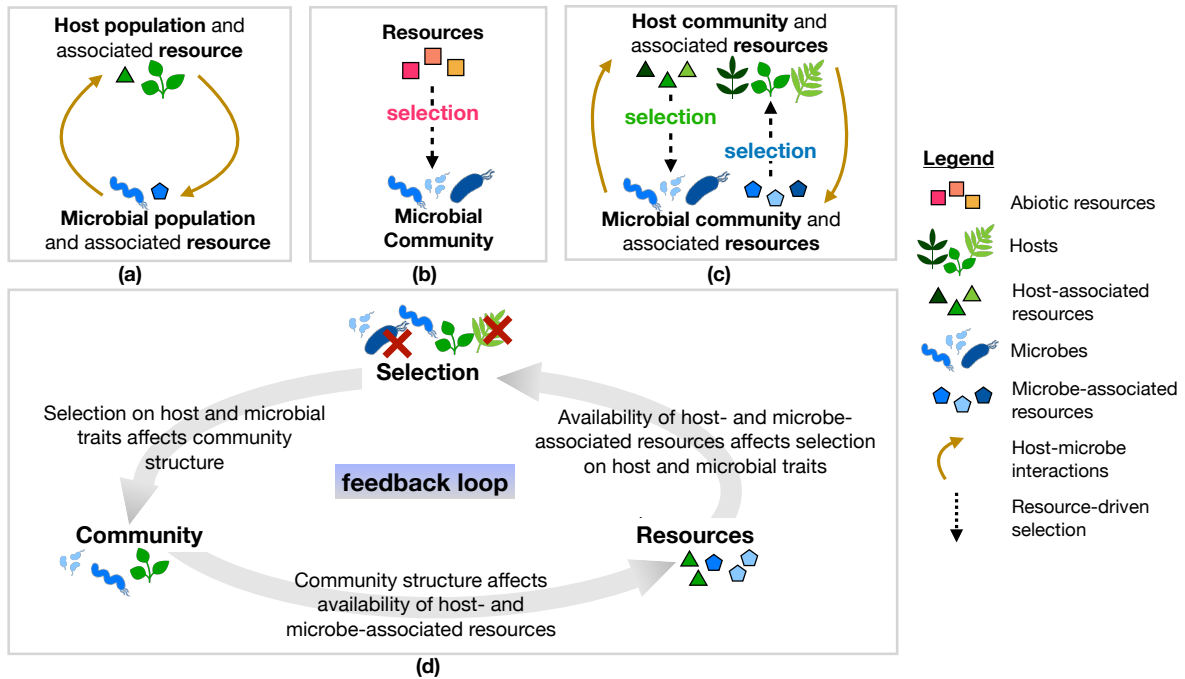 Host population and
associated resource
Microbial population
and associated resource
(a)
Resources
selection
Microbial
Community
(b)
Host community and
associated resources
selection
selection
Microbial community and
associated resources
(c)
Legend
Abiotic resources
Hosts
Host-associated
resources
Microbes
Microbe-associated
resources
Host-microbe
interactions
Resource-driven
selection
Selection
Selection on host and microbial
traits affects community
structure
Availability of host- and microbe-
associated resources affects selection
on host and microbial traits
feedback loop
Community
Resources
Community structure affects
availability of host- and
microbe-associated resources
(d)